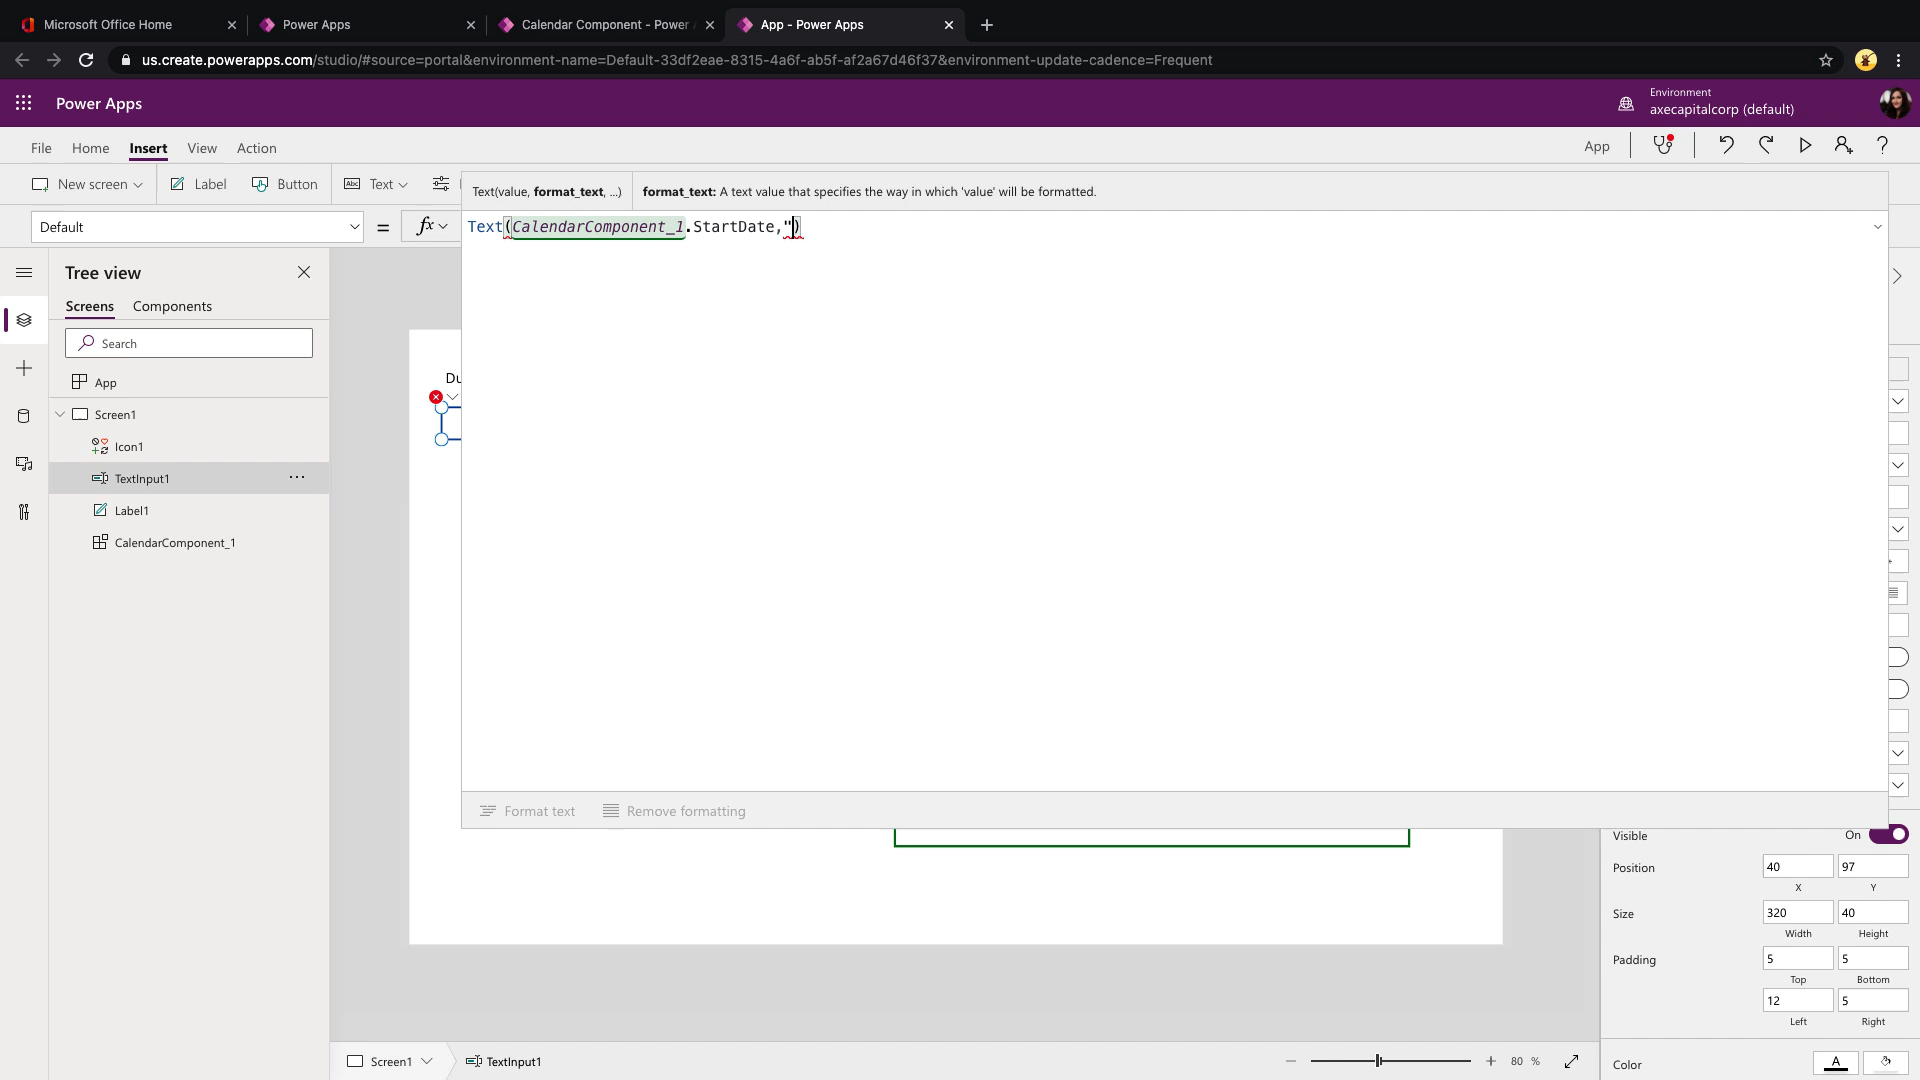 Microsoft Office Home
Power Apps
Calendar Component - Power
App - Power Apps
us.create.powerapps.com/studio/#source=portal&environment-name=Default-33df2eae-8315-4a6f-ab5f-af2a67d46f37&environment-update-cadence=Frequent
Power Apps
Environment
axecapitalcorp (default)
File Home Insert View Action App
New screen Label Button Text
Text(value, format_text, ...) format_text: A text value that specifies the way in which 'value' will be formatted.
Default = fx Text(CalendarComponent_1.StartDate,")
Tree view
Screens Components
Search
App
Screen1
Icon1
TextInput1
Label1
CalendarComponent_1
Du
Format text Remove formatting
Visible On
Position 40 97
X Y
Size 320 40
Width Height
Padding 5 5
Top Bottom
12 5
Left Right
Color A
Screen1 TextInput1 80 %